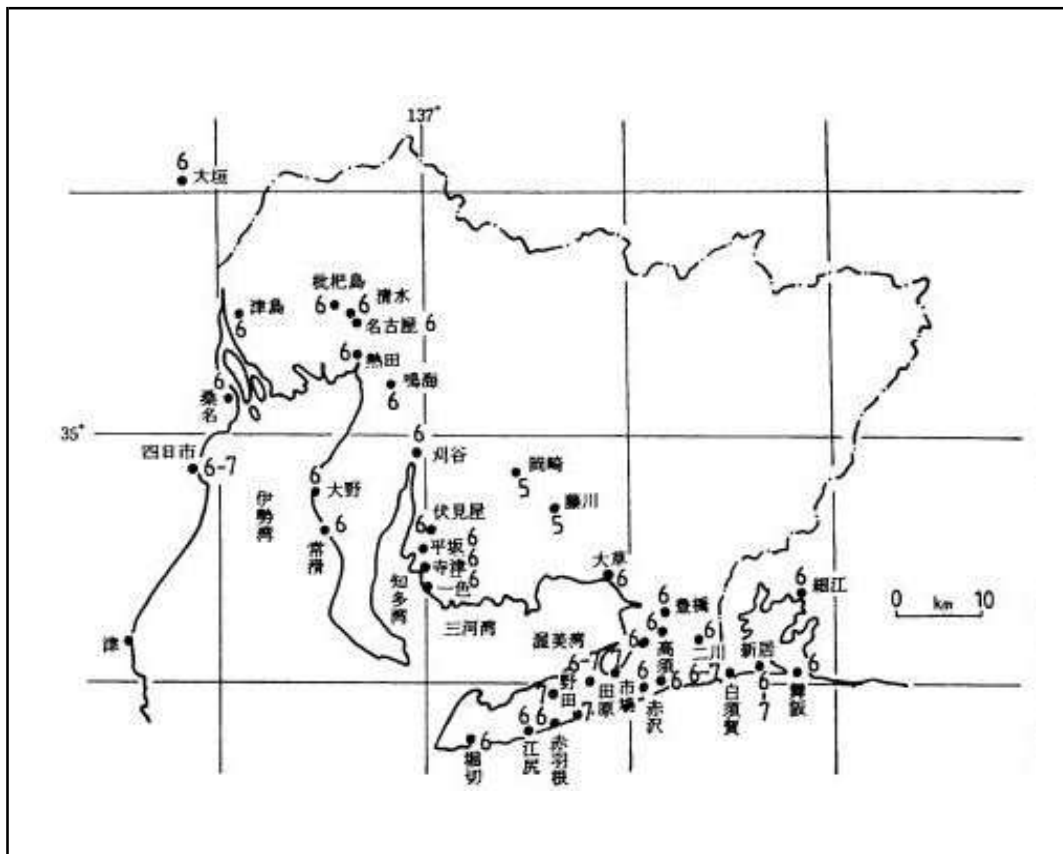 137°
6
大垣
枇杷島
清水
6
6
津島
6
名古屋 6
6
熱田
鳴海
6
6
桑名
35°
6
刈谷
四日市
6-7
岡崎
5
藤川
5
伊勢湾
6
大野
6
常滑
6
伏見屋
平坂 6
寺津 6
一色 6
知多湾
三河湾
大草
6
6
細江
0 km 10
6
豊橋
6
高須
6
二川
6
渥美湾
新居
津
6-7
7
野田
7
田原
市場
6
赤沢
6
6-7
白須賀
6-7
舞阪
6
堀切
6
江尻
6
6
赤羽根
7